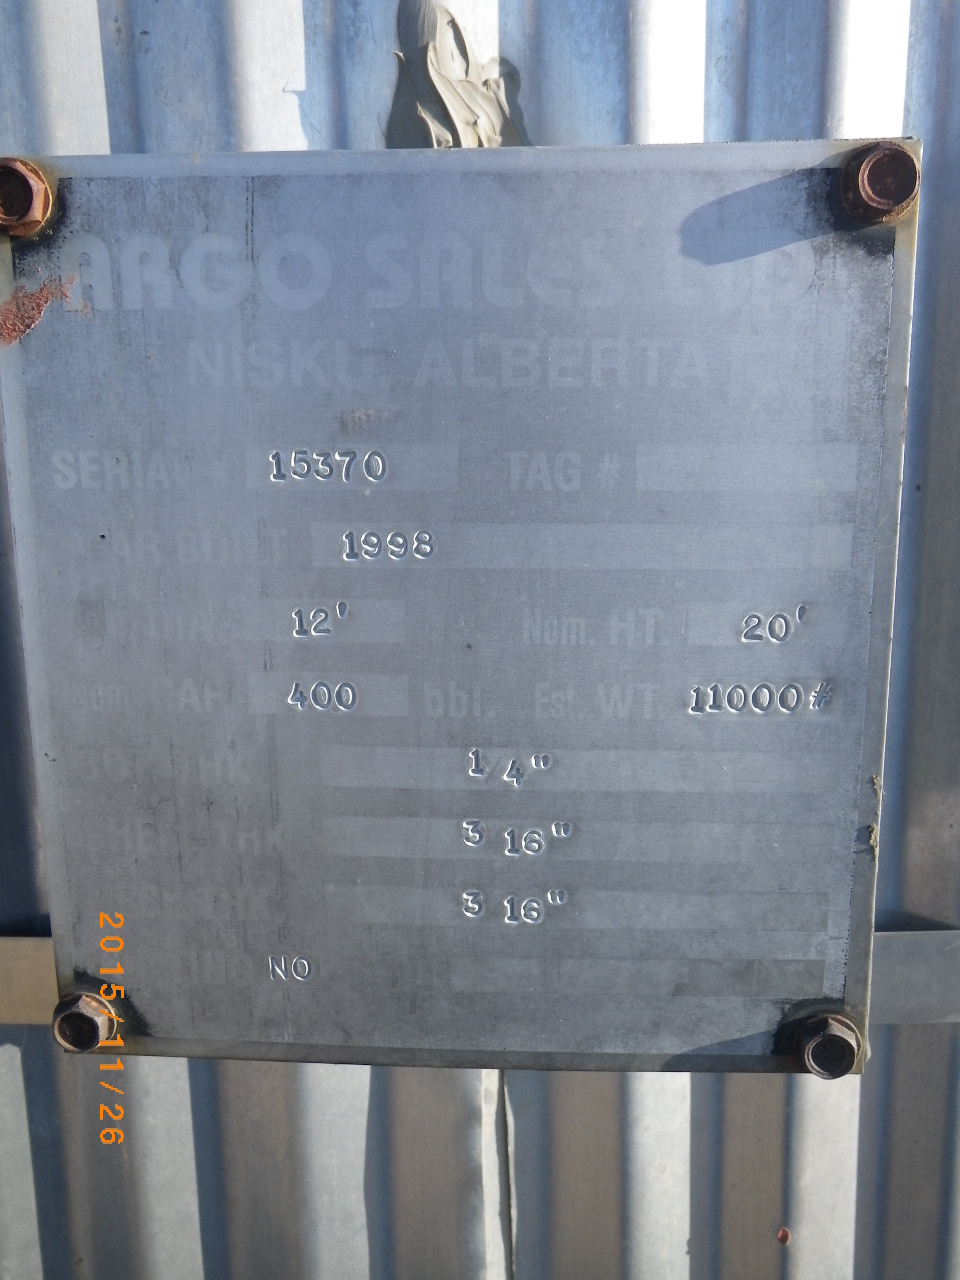 ARGO SALES LTD.
NISKU, ALBERTA
SERIAL 15370 TAG #
BUILT 1998
12' Nom. HT. 20'
400 bbl. Est. WT. 11000#
1/4"
3 16"
3 16"
NO
2015/11/26